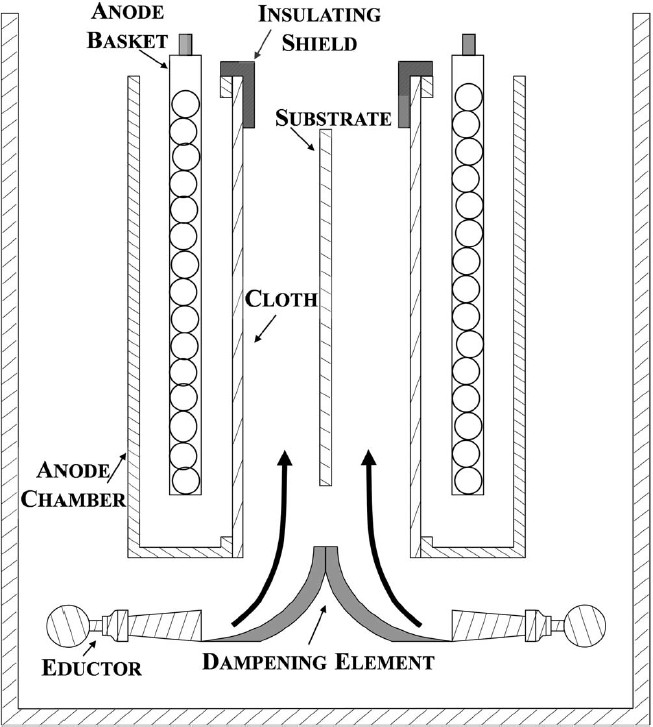 ANODE
BASKET
INSULATING
SHIELD
SUBSTRATE
CLOTH
ANODE
CHAMBER
EDUCTOR
DAMPENING ELEMENT